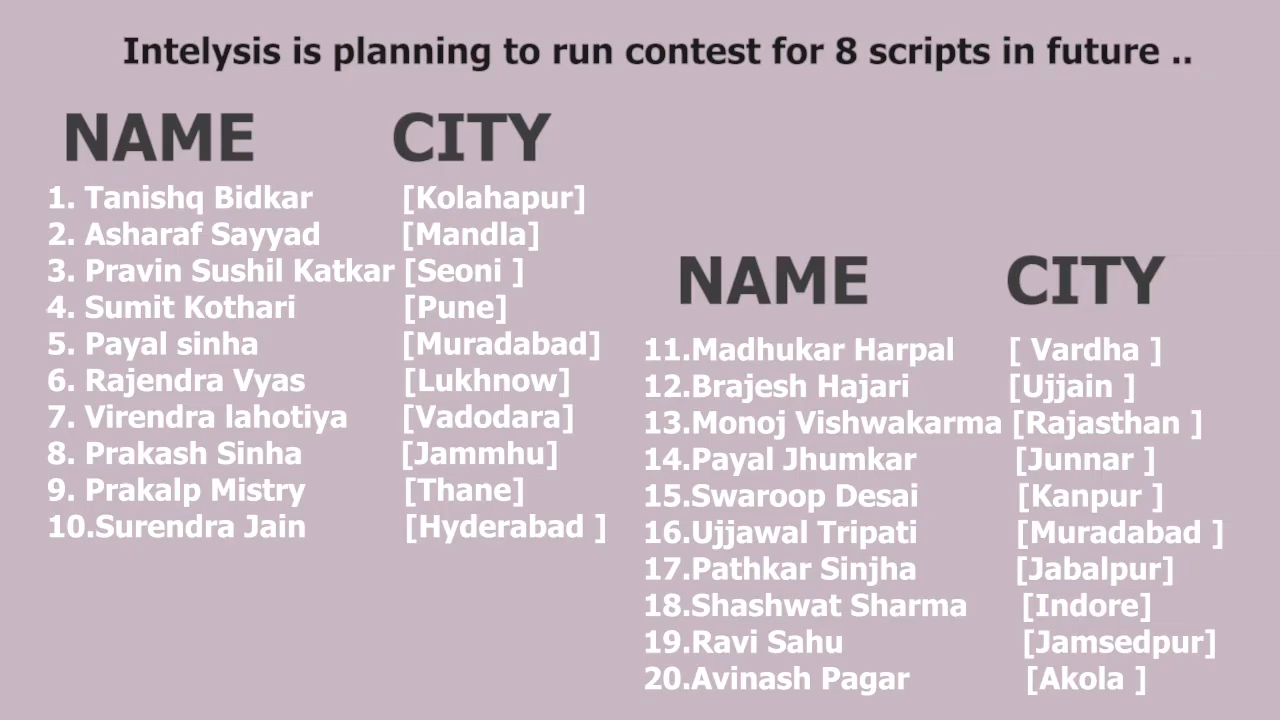 Intelysis is planning to run contest for 8 scripts in future ..
NAME CITY
1. Tanishq Bidkar [Kolahapur]
2. Asharaf Sayyad [Mandla]
3. Pravin Sushil Katkar [Seoni ]
4. Sumit Kothari [Pune]
5. Payal sinha [Muradabad]
6. Rajendra Vyas [Lukhnow]
7. Virendra lahotiya [Vadodara]
8. Prakash Sinha [Jammhu]
9. Prakalp Mistry [Thane]
10.Surendra Jain [Hyderabad ]
NAME CITY
11.Madhukar Harpal [ Vardha ]
12.Brajesh Hajari [Ujjain ]
13.Monoj Vishwakarma [Rajasthan ]
14.Payal Jhumkar [Junnar ]
15.Swaroop Desai [Kanpur ]
16.Ujjawal Tripati [Muradabad ]
17.Pathkar Sinjha [Jabalpur]
18.Shashwat Sharma [Indore]
19.Ravi Sahu [Jamsedpur]
20.Avinash Pagar [Akola ]